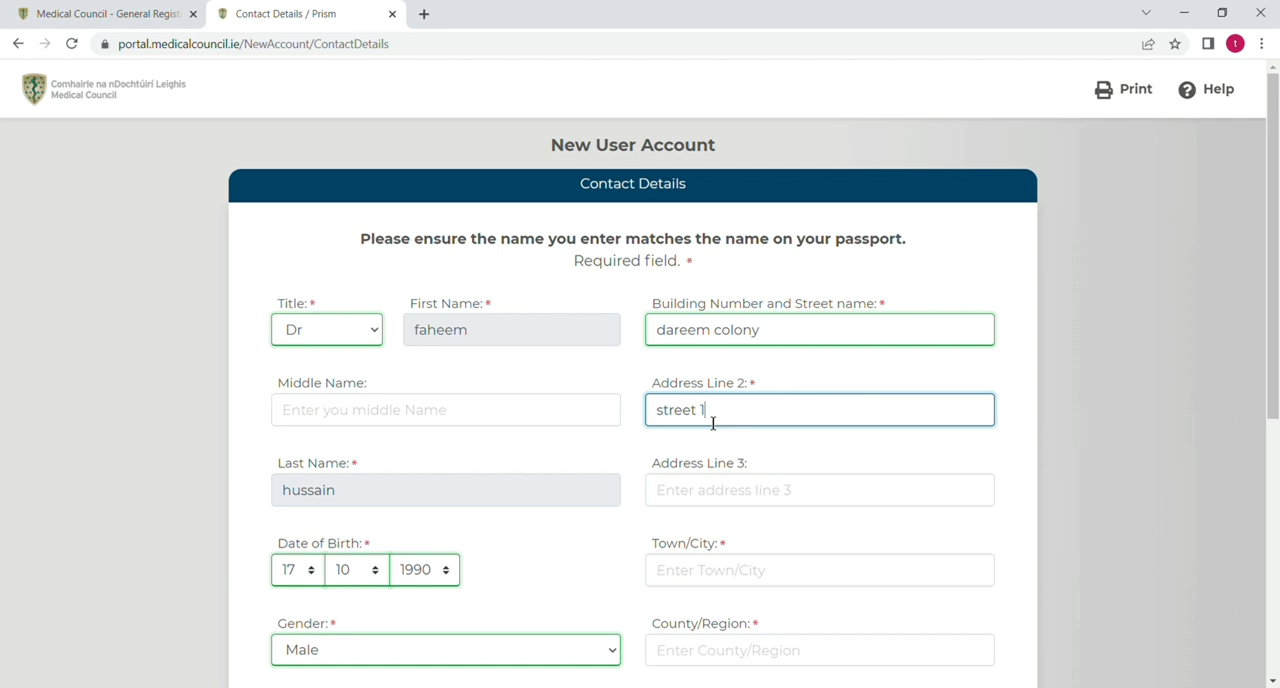 Medical Council - General Regist
Contact Details / Prism
portal.medicalcouncil.ie/NewAccount/ContactDetails
t
Comhairle na nDochtúirí Leighis
Medical Council
Print
Help
New User Account
Contact Details
Please ensure the name you enter matches the name on your passport.
Required field. *
Title:*
First Name:*
Building Number and Street name:*
Dr
faheem
dareem colony
Middle Name:
Address Line 2:*
Enter you middle Name
street 1
Last Name:*
Address Line 3:
hussain
Enter address line 3
Date of Birth:*
Town/City:*
17
10
1990
Enter Town/City
Gender:*
County/Region:*
Male
Enter County/Region